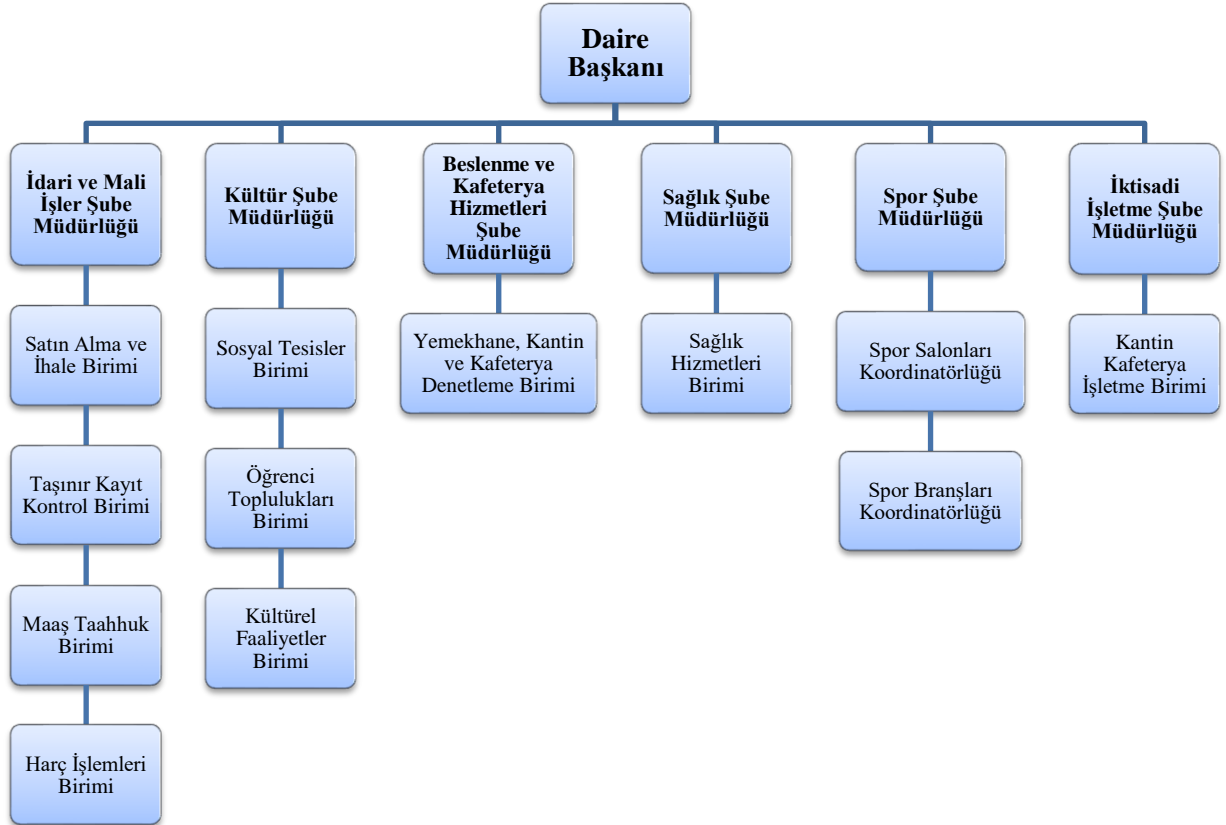 Daire
Başkanı
İdari ve Mali
İşler Şube
Müdürlüğü
Satın Alma ve
İhale Birimi
Taşınır Kayıt
Kontrol Birimi
Maaş Taahhuk
Birimi
Harç İşlemleri
Birimi
Kültür Şube
Müdürlüğü
Sosyal Tesisler
Birimi
Öğrenci
Toplulukları
Birimi
Kültürel
Faaliyetler
Birimi
Beslenme ve
Kafeterya
Hizmetleri
Şube
Müdürlüğü
Yemekhane, Kantin
ve Kafeterya
Denetleme Birimi
Sağlık Şube
Müdürlüğü
Sağlık
Hizmetleri
Birimi
Spor Şube
Müdürlüğü
Spor Salonları
Koordinatörlüğü
Spor Branşları
Koordinatörlüğü
İktisadi
İşletme Şube
Müdürlüğü
Kantin
Kafeterya
İşletme Birimi